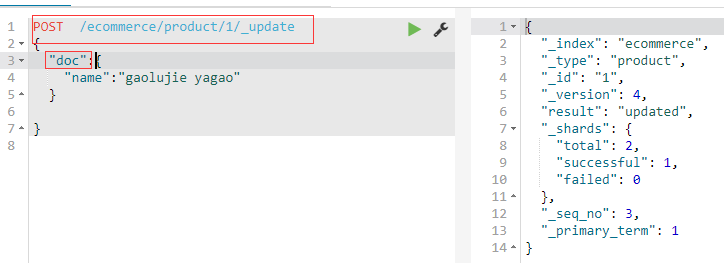 1 POST /ecommerce/product/1/_update
2 {
3 "doc":{
4 "name":"gaolujie yagao"
5 }
6
7 }
8
1 {
2 "_index": "ecommerce",
3 "_type": "product",
4 "_id": "1",
5 "_version": 4,
6 "result": "updated",
7 "_shards": {
8 "total": 2,
9 "successful": 1,
10 "failed": 0
11 },
12 "_seq_no": 3,
13 "_primary_term": 1
14 }